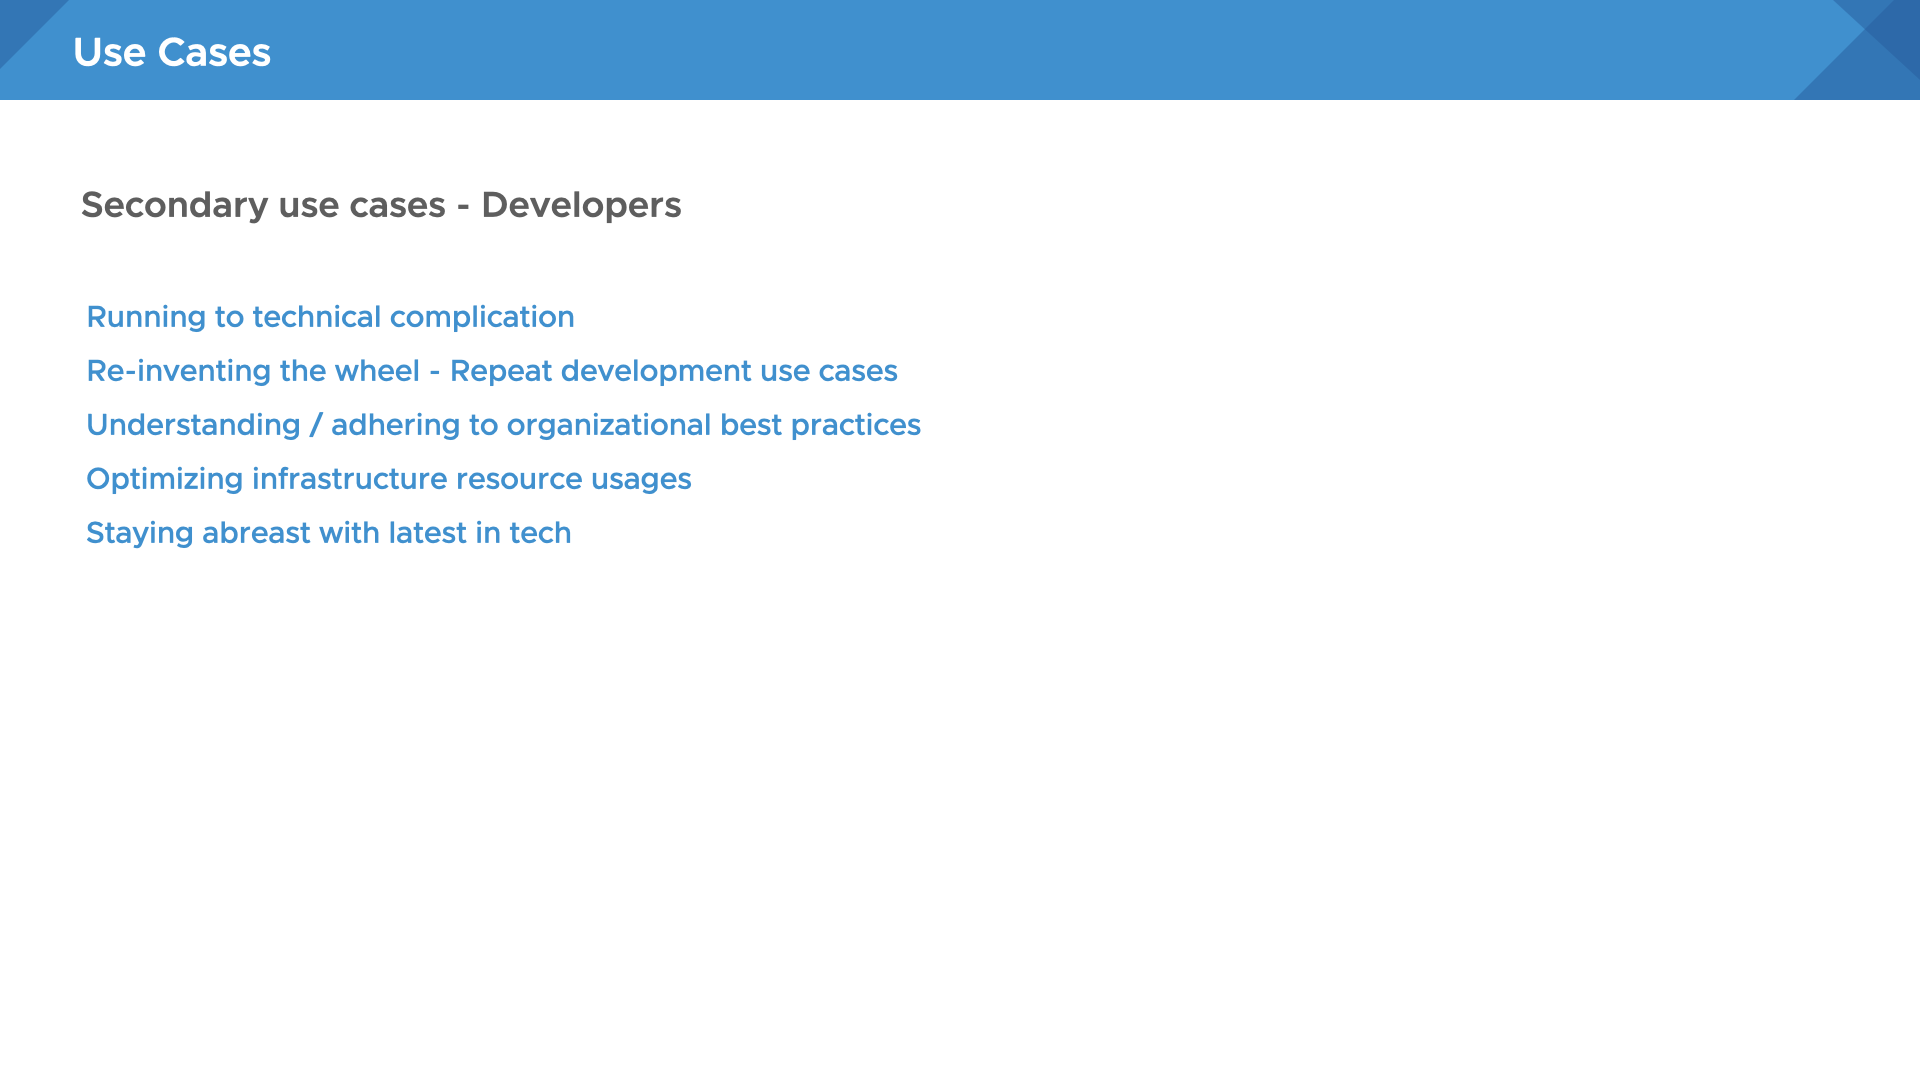 Use Cases
Secondary use cases - Developers
Running to technical complication
Re-inventing the wheel - Repeat development use cases
Understanding / adhering to organizational best practices
Optimizing infrastructure resource usages
Staying abreast with latest in tech